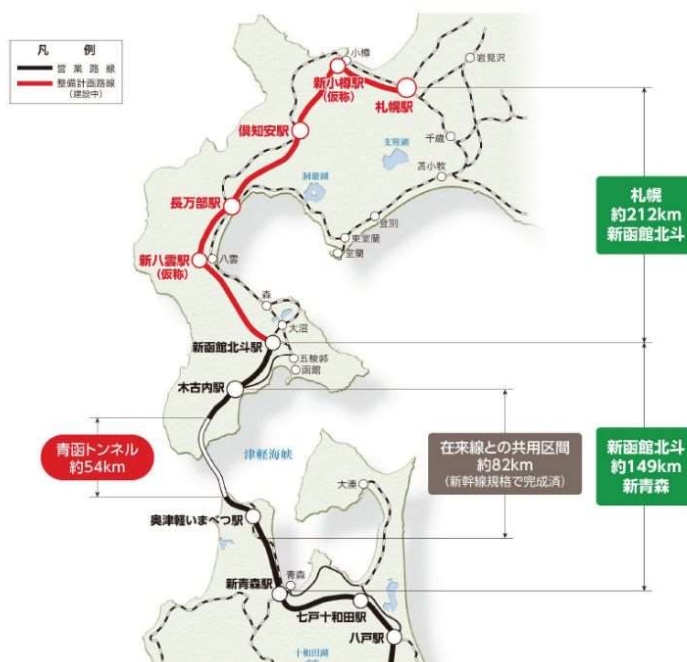 凡 例
営業路線
整備計画路線
(建設中)
小樽
新小樽駅
(仮称)
札幌駅
岩見沢
倶知安駅
千歳
支笏湖
苫小牧
洞爺湖
長万部駅
登別
東室蘭
室蘭
新八雲駅
(仮称)
八雲
森
大沼
新函館北斗駅
五稜郭
函館
木古内駅
札幌
約212km
新函館北斗
青函トンネル
約54km
津軽海峡
在来線との共用区間
約82km
(新幹線規格で完成済)
新函館北斗
約149km
新青森
大湊
奥津軽いまべつ駅
青森
新青森駅
七戸十和田駅
八戸駅
十和田湖